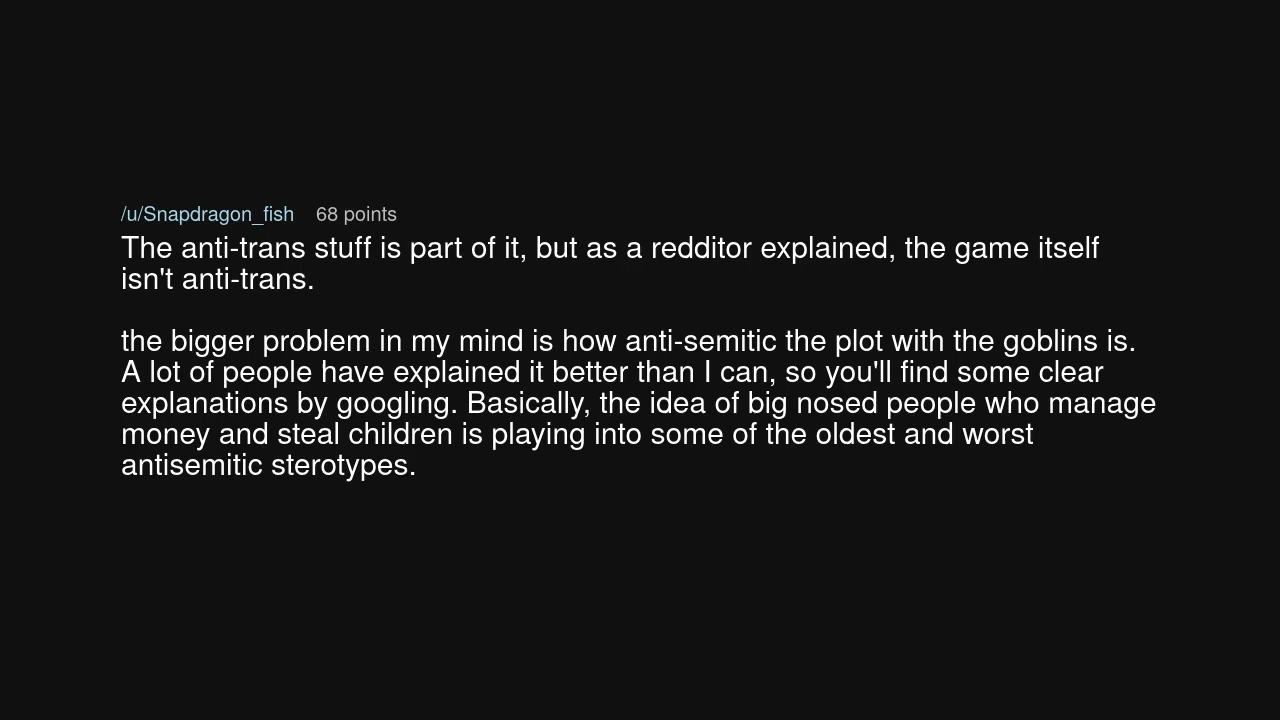 /u/Snapdragon_fish 68 points
The anti-trans stuff is part of it, but as a redditor explained, the game itself
isn't anti-trans.
the bigger problem in my mind is how anti-semitic the plot with the goblins is.
A lot of people have explained it better than I can, so you'll find some clear
explanations by googling. Basically, the idea of big nosed people who manage
money and steal children is playing into some of the oldest and worst
antisemitic sterotypes.